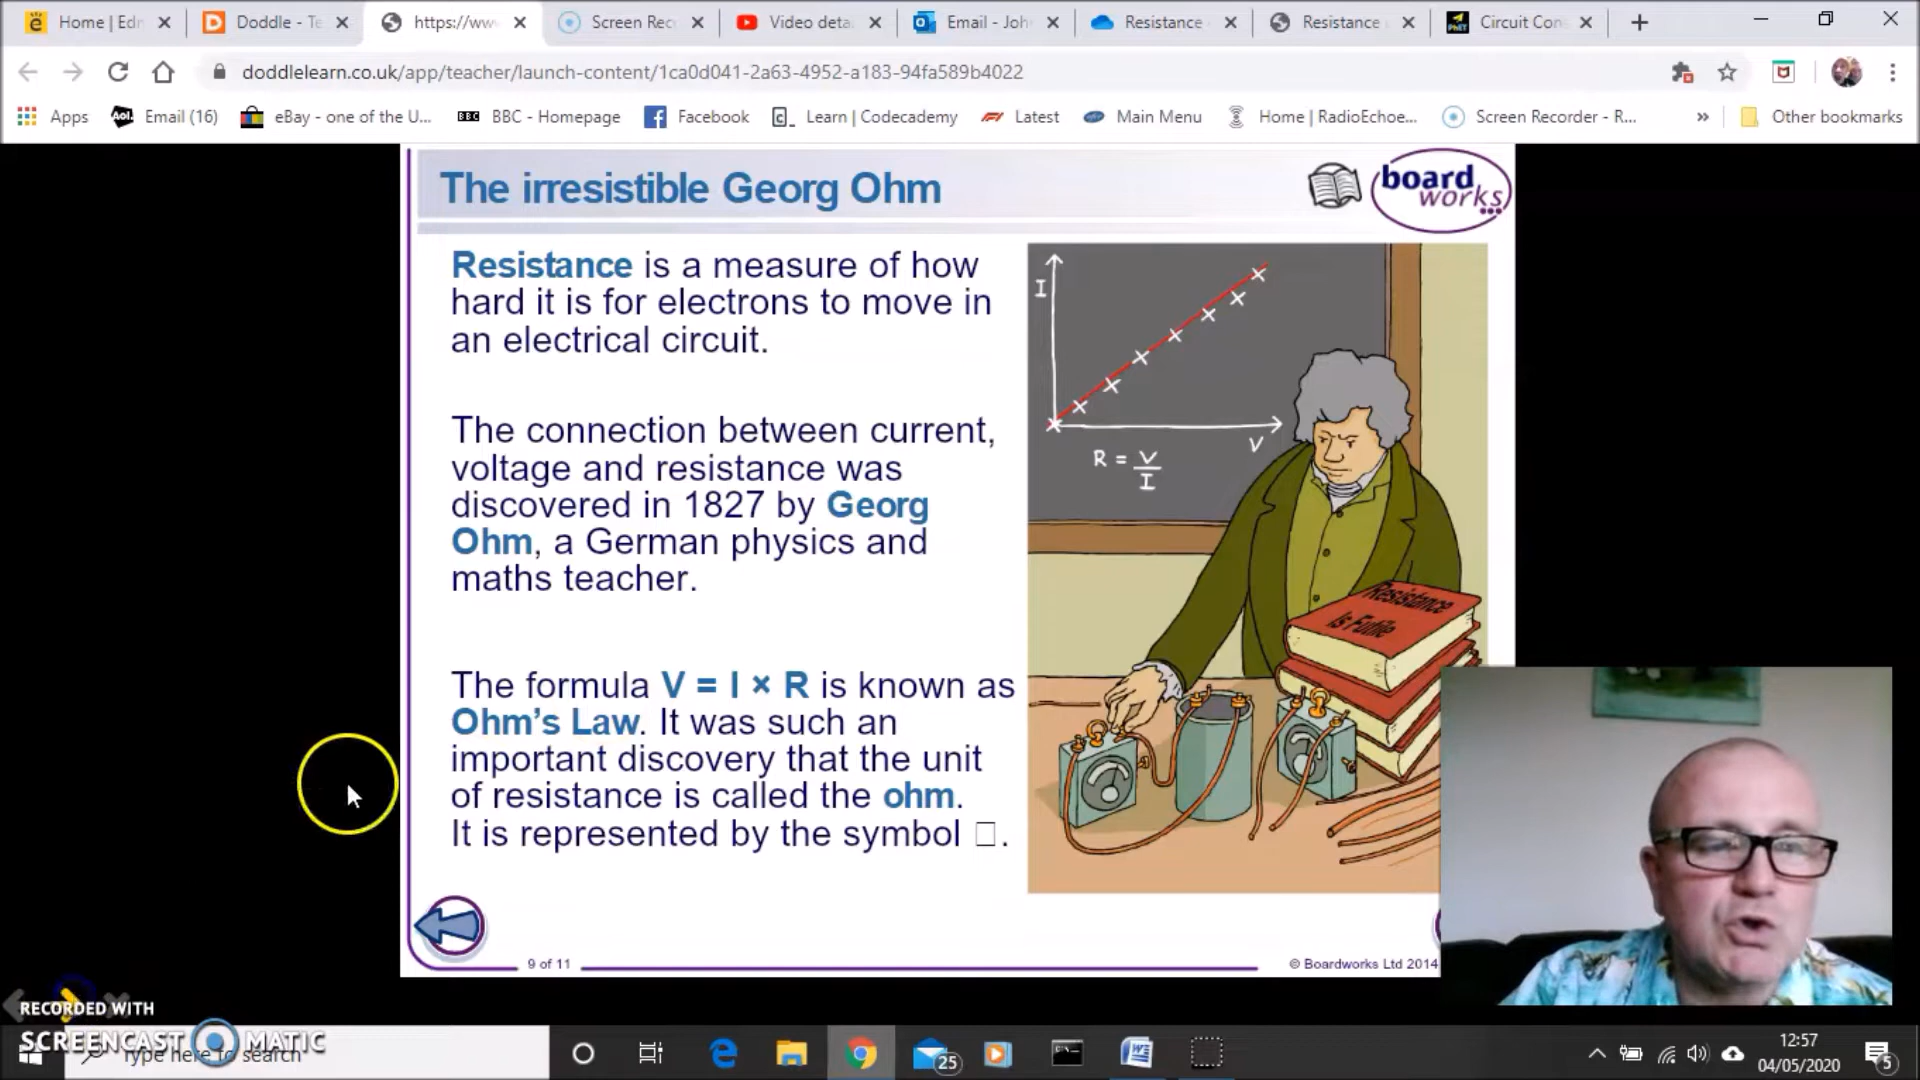 Home | Edm
Doddle - Te
https://ww
Screen Rec
Video deta
Email - Joh
Resistance
Resistance
Circuit Con
doddlelearn.co.uk/app/teacher/launch-content/1ca0d041-2a63-4952-a183-94fa589b4022
Apps
Aol.
Email (16)
eBay - one of the U...
BBC
BBC - Homepage
Facebook
Learn | Codecademy
Latest
Main Menu
Home | RadioEchoe...
Screen Recorder - R...
»
Other bookmarks
The irresistible Georg Ohm
board
works
Resistance is a measure of how
hard it is for electrons to move in
an electrical circuit.
The connection between current,
voltage and resistance was
discovered in 1827 by Georg
Ohm, a German physics and
maths teacher.
The formula V = I × R is known as
Ohm's Law. It was such an
important discovery that the unit
of resistance is called the ohm.
It is represented by the symbol □.
I
V
R = V/I
Resistance
Is Futile
9 of 11
© Boardworks Ltd 2014
RECORDED WITH
SCREENCAST MATIC
Type here to search
25
12:57
04/05/2020
5